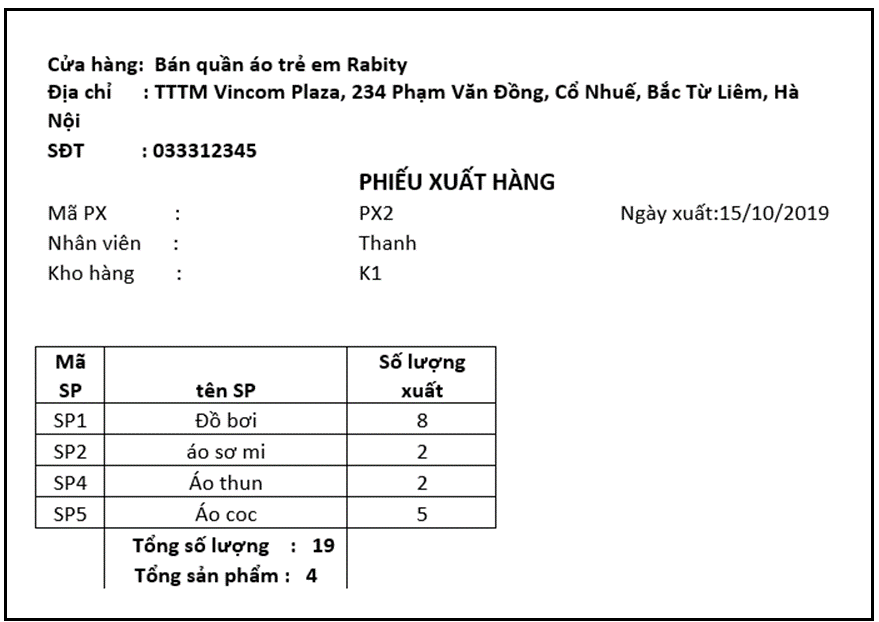 Cửa hàng: Bán quần áo trẻ em Rabity
Địa chỉ : TTTM Vincom Plaza, 234 Phạm Văn Đồng, Cổ Nhuế, Bắc Từ Liêm, Hà
Nội
SĐT : 033312345
PHIẾU XUẤT HÀNG
Mã PX : PX2 Ngày xuất:15/10/2019
Nhân viên : Thanh
Kho hàng : K1
Mã SP tên SP Số lượng xuất
SP1 Đồ bơi 8
SP2 áo sơ mi 2
SP4 Áo thun 2
SP5 Áo coc 5
Tổng số lượng : 19
Tổng sản phẩm : 4